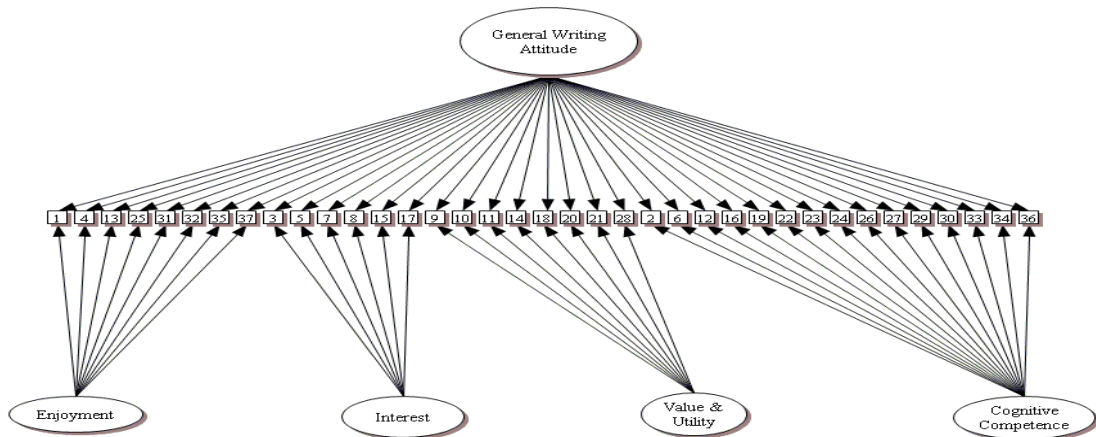 General Writing
Attitude
1 4 13 25 31 32 35 37 3 5 7 8 15 17 9 10 11 14 18 20 21 28 2 6 12 16 19 22 23 24 26 27 29 30 33 34 36
Enjoyment
Interest
Value &
Utility
Cognitive
Competence